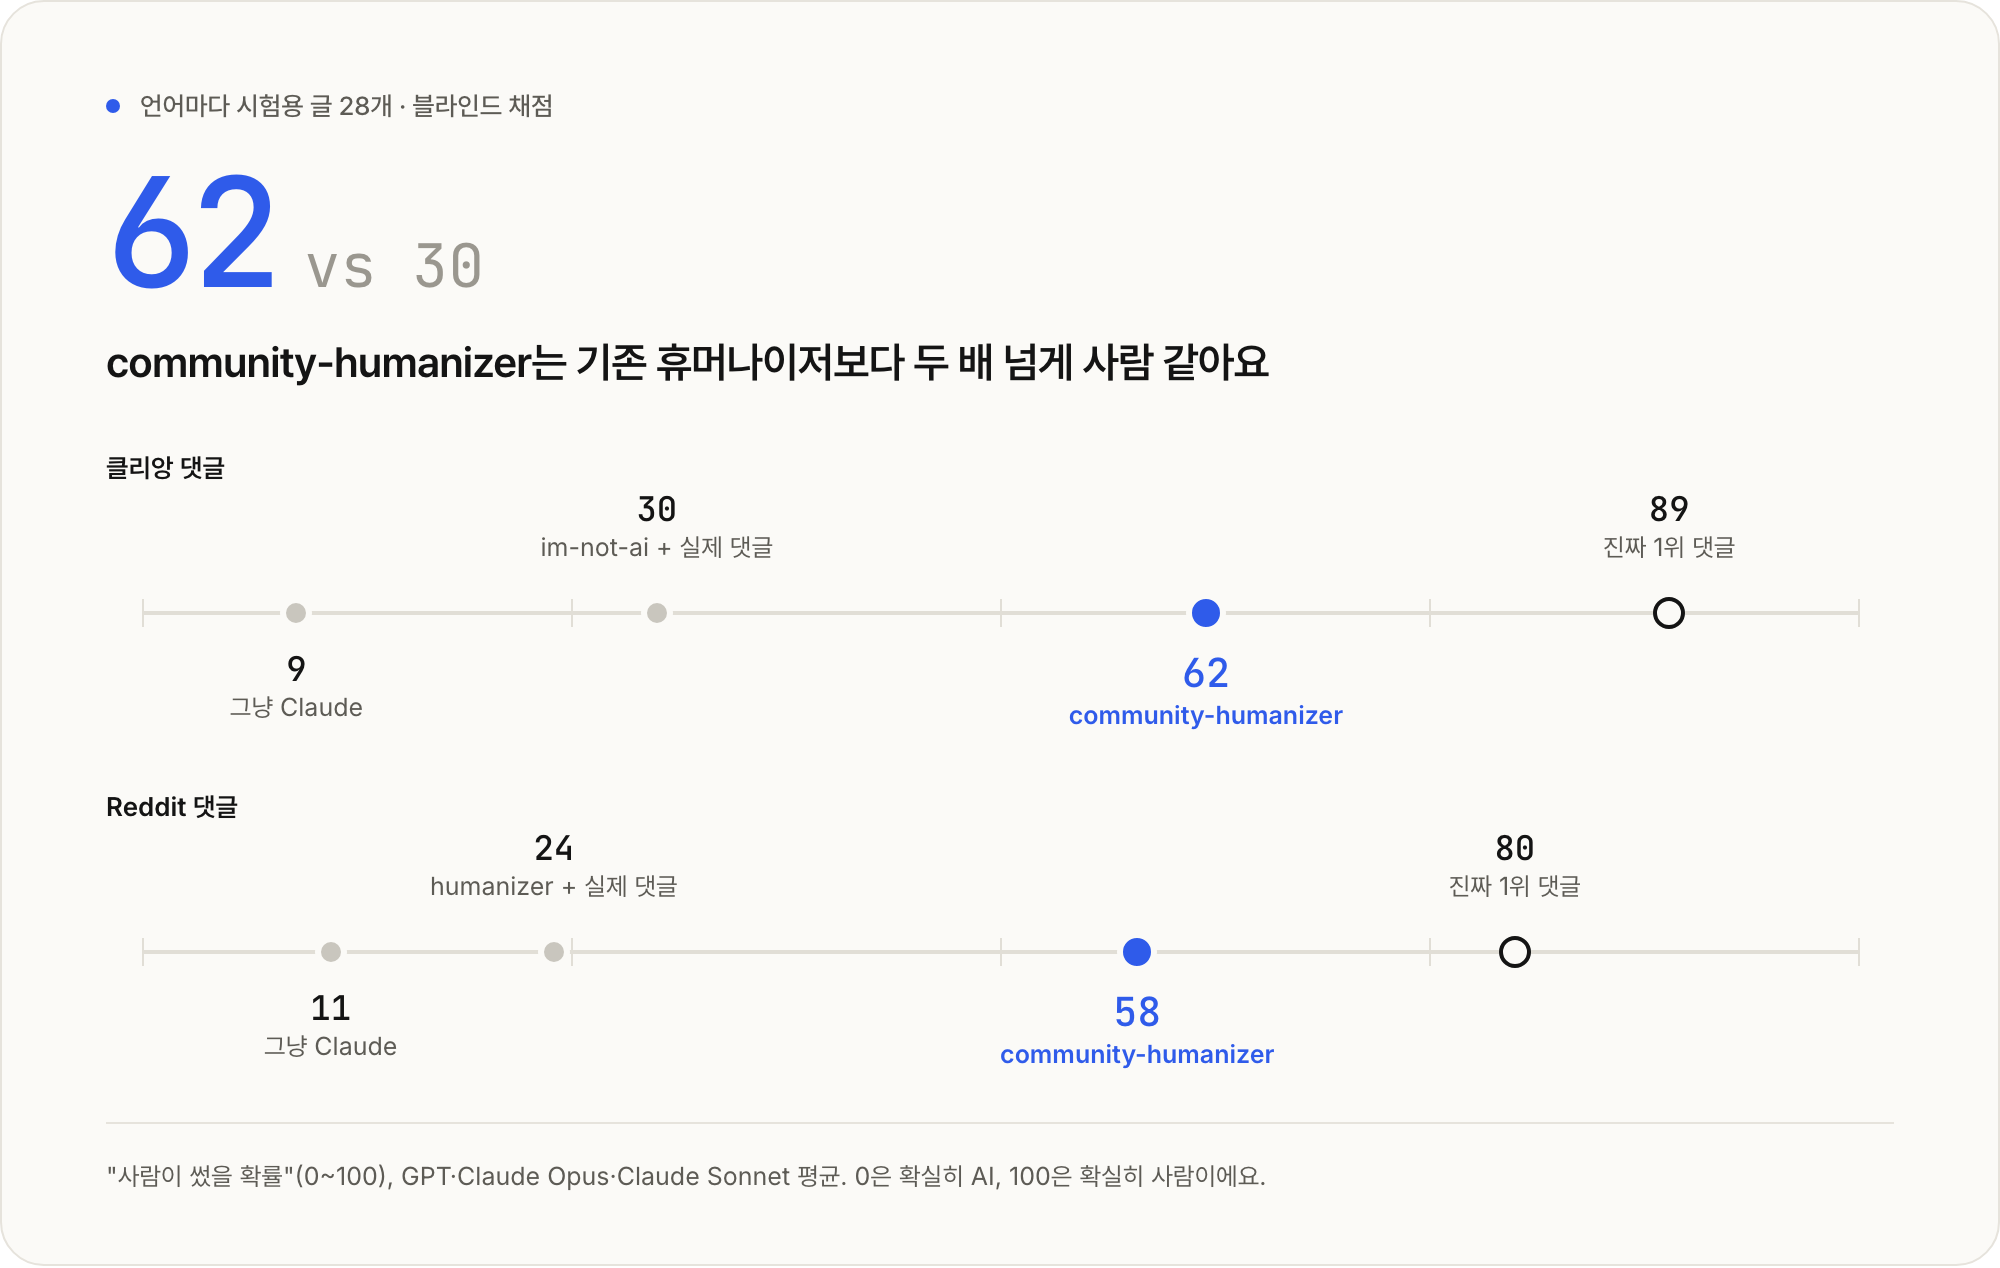 언어마다 시험용 글 28개 · 블라인드 채점
62 vs 30
community-humanizer는 기존 휴머나이저보다 두 배 넘게 사람 같아요
클리앙 댓글
30
im-not-ai + 실제 댓글
89
진짜 1위 댓글
9
그냥 Claude
62
community-humanizer
Reddit 댓글
24
humanizer + 실제 댓글
80
진짜 1위 댓글
11
그냥 Claude
58
community-humanizer
"사람이 썼을 확률"(0~100), GPT·Claude Opus·Claude Sonnet 평균. 0은 확실히 AI, 100은 확실히 사람이에요.